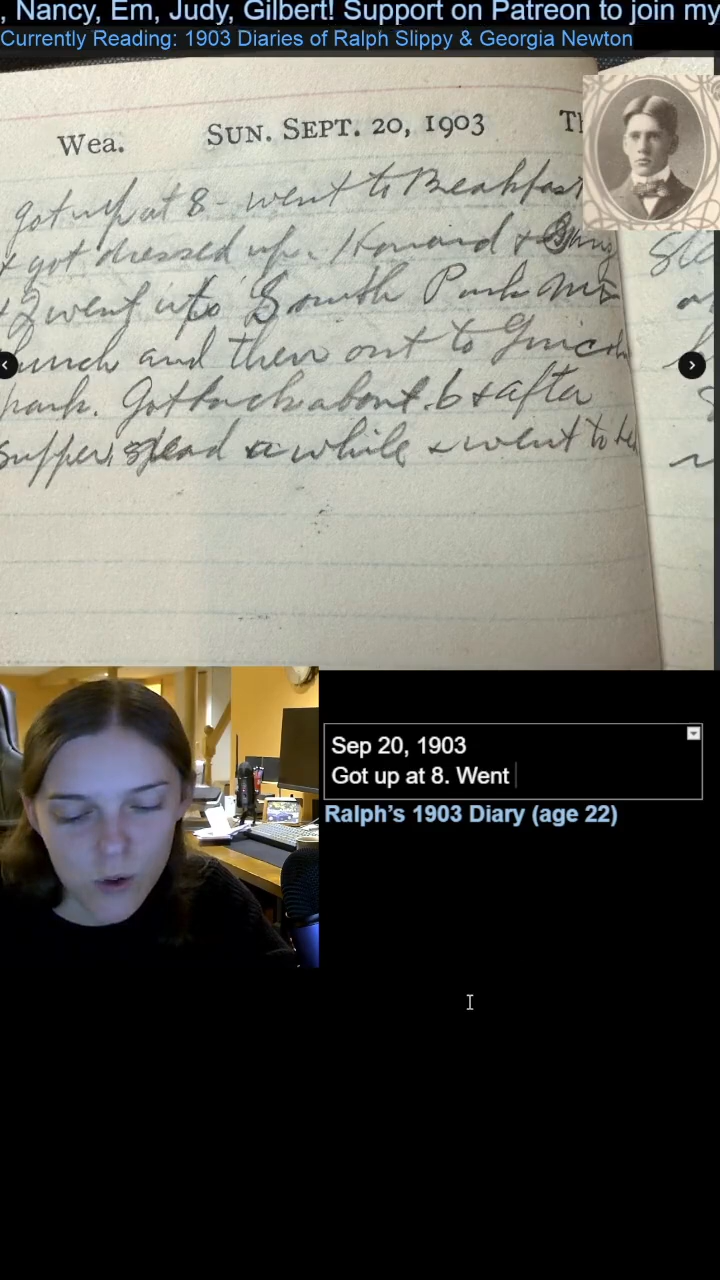 , Nancy, Em, Judy, Gilbert! Support on Patreon to join my
Currently Reading: 1903 Diaries of Ralph Slippy & Georgia Newton
Wea. SUN. SEPT. 20, 1903 Th
got up at 8 - went to Breakfast
& got dressed up. Howard &
& I went up to South Park
lunch and then out to Lincoln
park. Got back about 6 & after
supper, read a while & went to bed
Sep 20, 1903
Got up at 8. Went
Ralph's 1903 Diary (age 22)